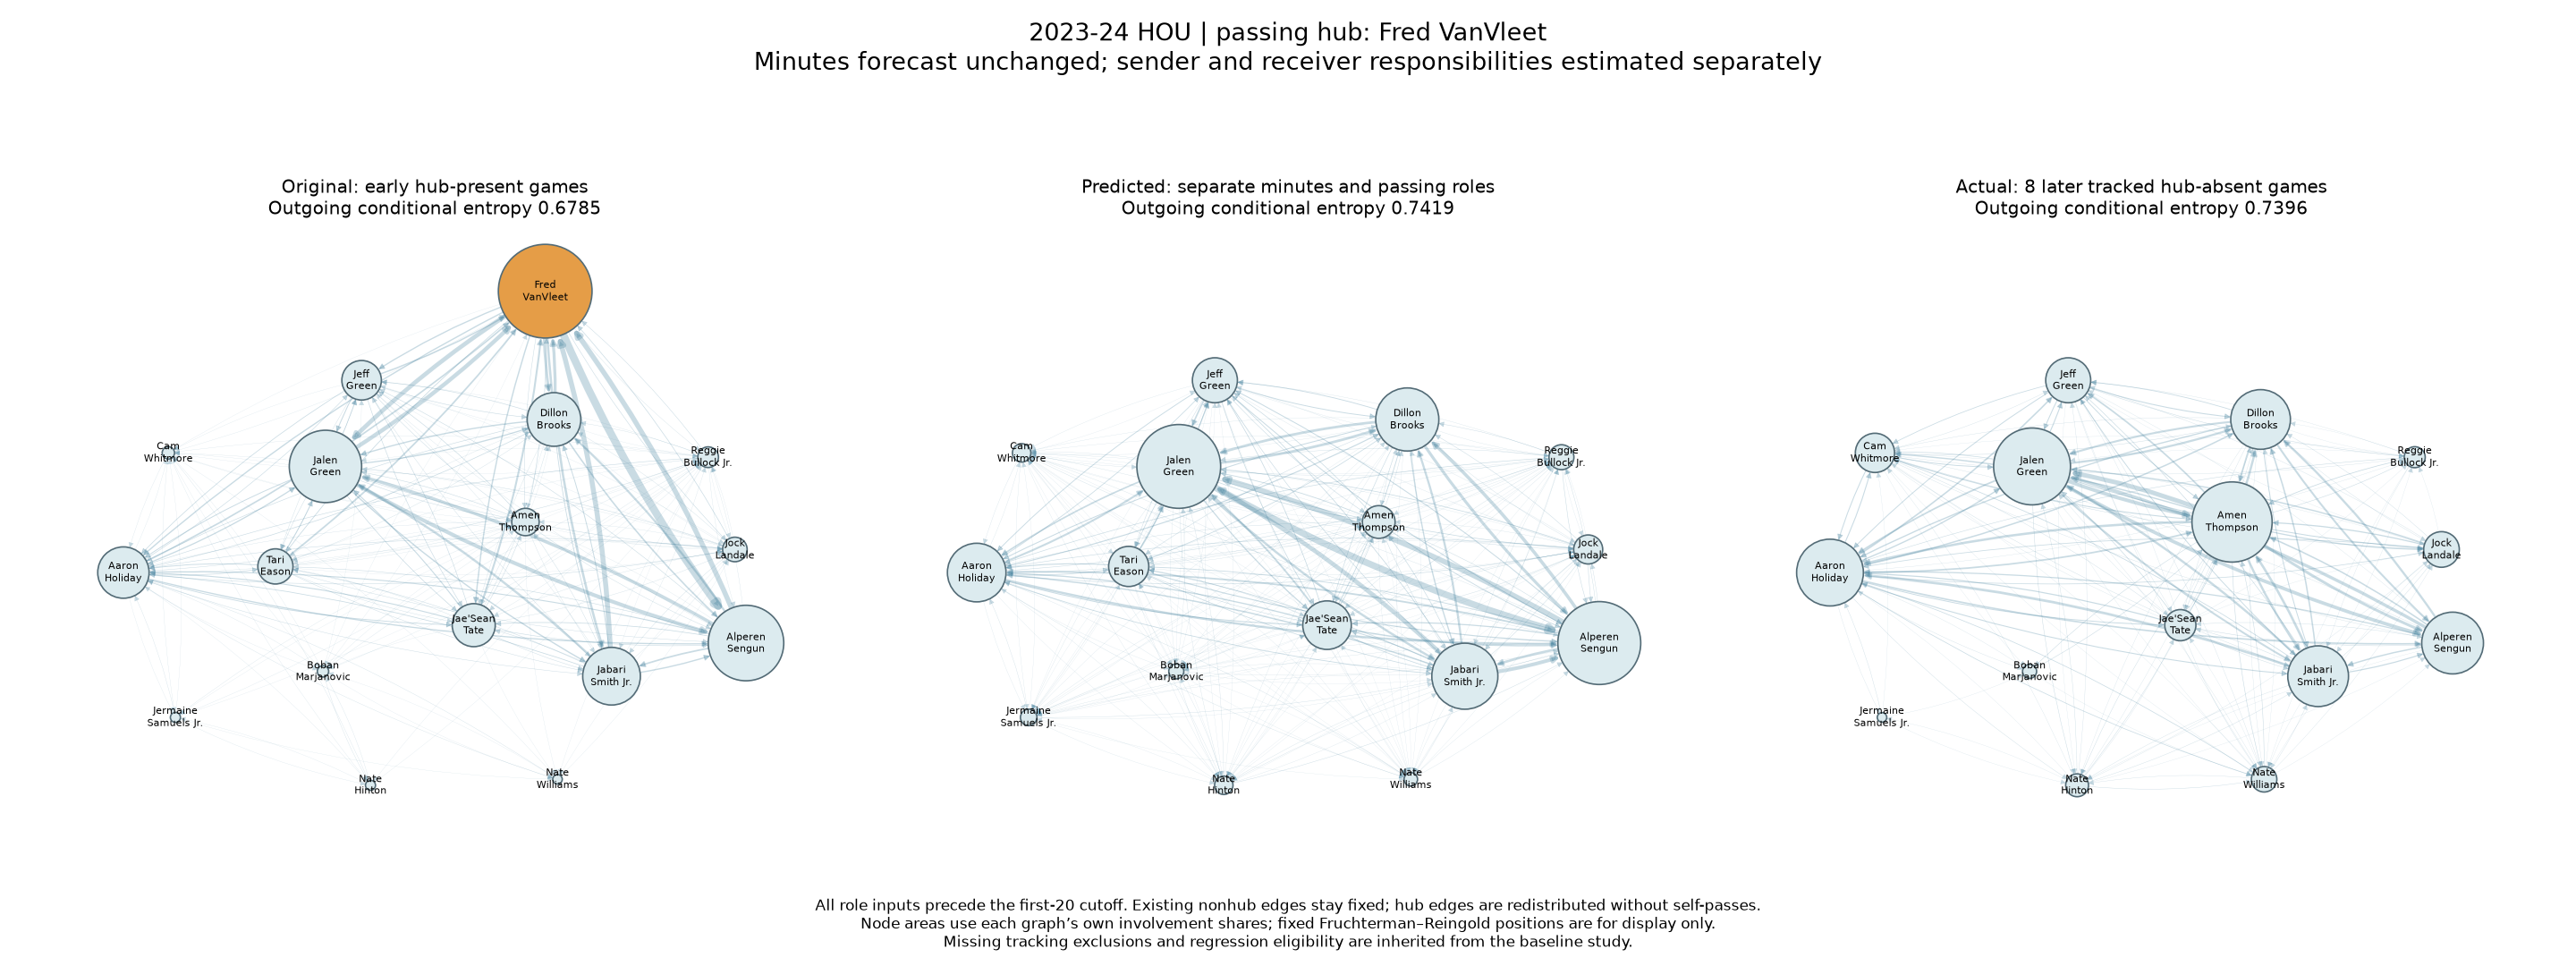 2023-24 HOU | passing hub: Fred VanVleet
Minutes forecast unchanged; sender and receiver responsibilities estimated separately
Original: early hub-present games
Outgoing conditional entropy 0.6785
Fred
VanVleet
Jeff
Green
Dillon
Brooks
Cam
Whitmore
Jalen
Green
Reggie
Bullock Jr.
Amen
Thompson
Jock
Landale
Aaron
Holiday
Tari
Eason
Jae'Sean
Tate
Alperen
Sengun
Boban
Marjanovic
Jabari
Smith Jr.
Jermaine
Samuels Jr.
Nate
Hinton
Nate
Williams
Predicted: separate minutes and passing roles
Outgoing conditional entropy 0.7419
Jeff
Green
Dillon
Brooks
Cam
Whitmore
Jalen
Green
Reggie
Bullock Jr.
Amen
Thompson
Jock
Landale
Aaron
Holiday
Tari
Eason
Jae'Sean
Tate
Alperen
Sengun
Boban
Marjanovic
Jabari
Smith Jr.
Jermaine
Samuels Jr.
Nate
Hinton
Nate
Williams
Actual: 8 later tracked hub-absent games
Outgoing conditional entropy 0.7396
Jeff
Green
Dillon
Brooks
Cam
Whitmore
Jalen
Green
Reggie
Bullock Jr.
Amen
Thompson
Jock
Landale
Aaron
Holiday
Jae'Sean
Tate
Alperen
Sengun
Boban
Marjanovic
Jabari
Smith Jr.
Jermaine
Samuels Jr.
Nate
Hinton
Nate
Williams
All role inputs precede the first-20 cutoff. Existing nonhub edges stay fixed; hub edges are redistributed without self-passes.
Node areas use each graph’s own involvement shares; fixed Fruchterman–Reingold positions are for display only.
Missing tracking exclusions and regression eligibility are inherited from the baseline study.